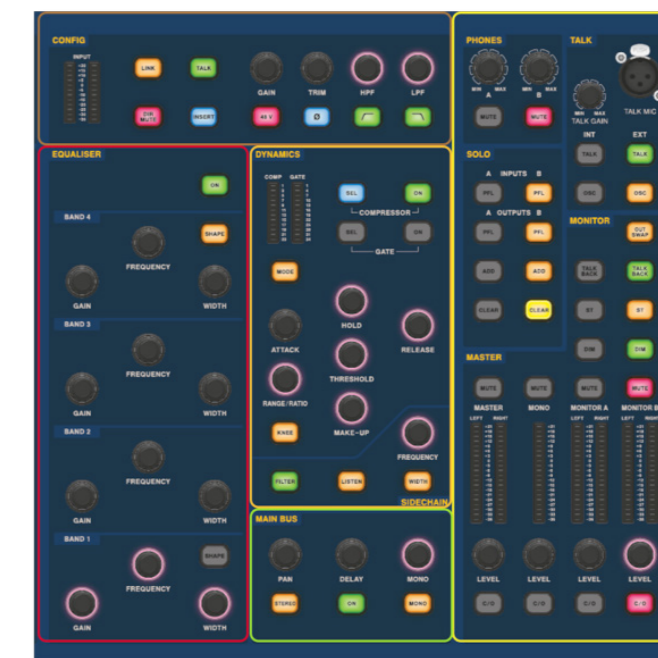 CONFIG
INPUT
LINK
TALK
GAIN
TRIM
HPF
LPF
DIR MUTE
INSERT
48 V
Ø
EQUALISER
ON
BAND 4
SHAPE
FREQUENCY
GAIN
WIDTH
BAND 3
FREQUENCY
GAIN
WIDTH
BAND 2
FREQUENCY
GAIN
WIDTH
BAND 1
SHAPE
FREQUENCY
GAIN
WIDTH
DYNAMICS
COMP GATE
SEL
ON
COMPRESSOR
SEL
ON
GATE
MODE
HOLD
ATTACK
RELEASE
THRESHOLD
RANGE/RATIO
KNEE
MAKE-UP
FREQUENCY
FILTER
LISTEN
WIDTH
SIDECHAIN
MAIN BUS
PAN
DELAY
MONO
STEREO
ON
MONO
PHONES
MIN MAX
MIN MAX
A
B
MUTE
MUTE
TALK
MIN MAX
TALK GAIN
TALK MIC
INT
EXT
TALK
TALK
OSC
OSC
SOLO
A INPUTS B
PFL
PFL
A OUTPUTS B
PFL
PFL
ADD
ADD
CLEAR
CLEAR
MONITOR
OUT SWAP
TALK BACK
TALK BACK
ST
ST
DIM
DIM
MASTER
MUTE
MUTE
MUTE
MUTE
MASTER
MONO
MONITOR A
MONITOR B
LEFT RIGHT
LEFT RIGHT
LEFT RIGHT
LEVEL
LEVEL
LEVEL
LEVEL
C/O
C/O
C/O
C/O